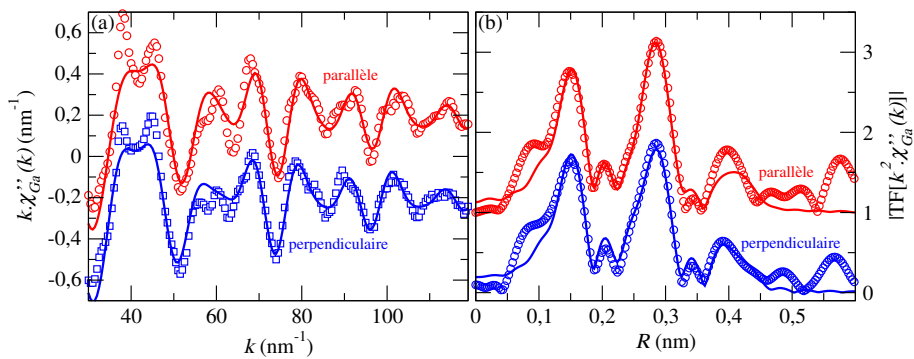 (a)
0,6
0,4
0,2
0
-0.2
-0.4
-0.6
parallèle
perpendiculaire
k.χ''Ga(k) (nm⁻¹)
40 60 80 100
k (nm⁻¹)
(b)
parallèle
perpendiculaire
3
2
1
0
|TF[k⁻²χ''Ga(k)]|
0 0,1 0,2 0,3 0,4 0,5
R (nm)